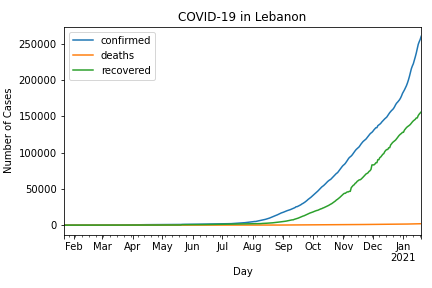 COVID-19 in Lebanon
confirmed
deaths
recovered
Number of Cases
250000
200000
150000
100000
50000
0
Feb Mar Apr May Jun Jul Aug Sep Oct Nov Dec Jan
2021
Day